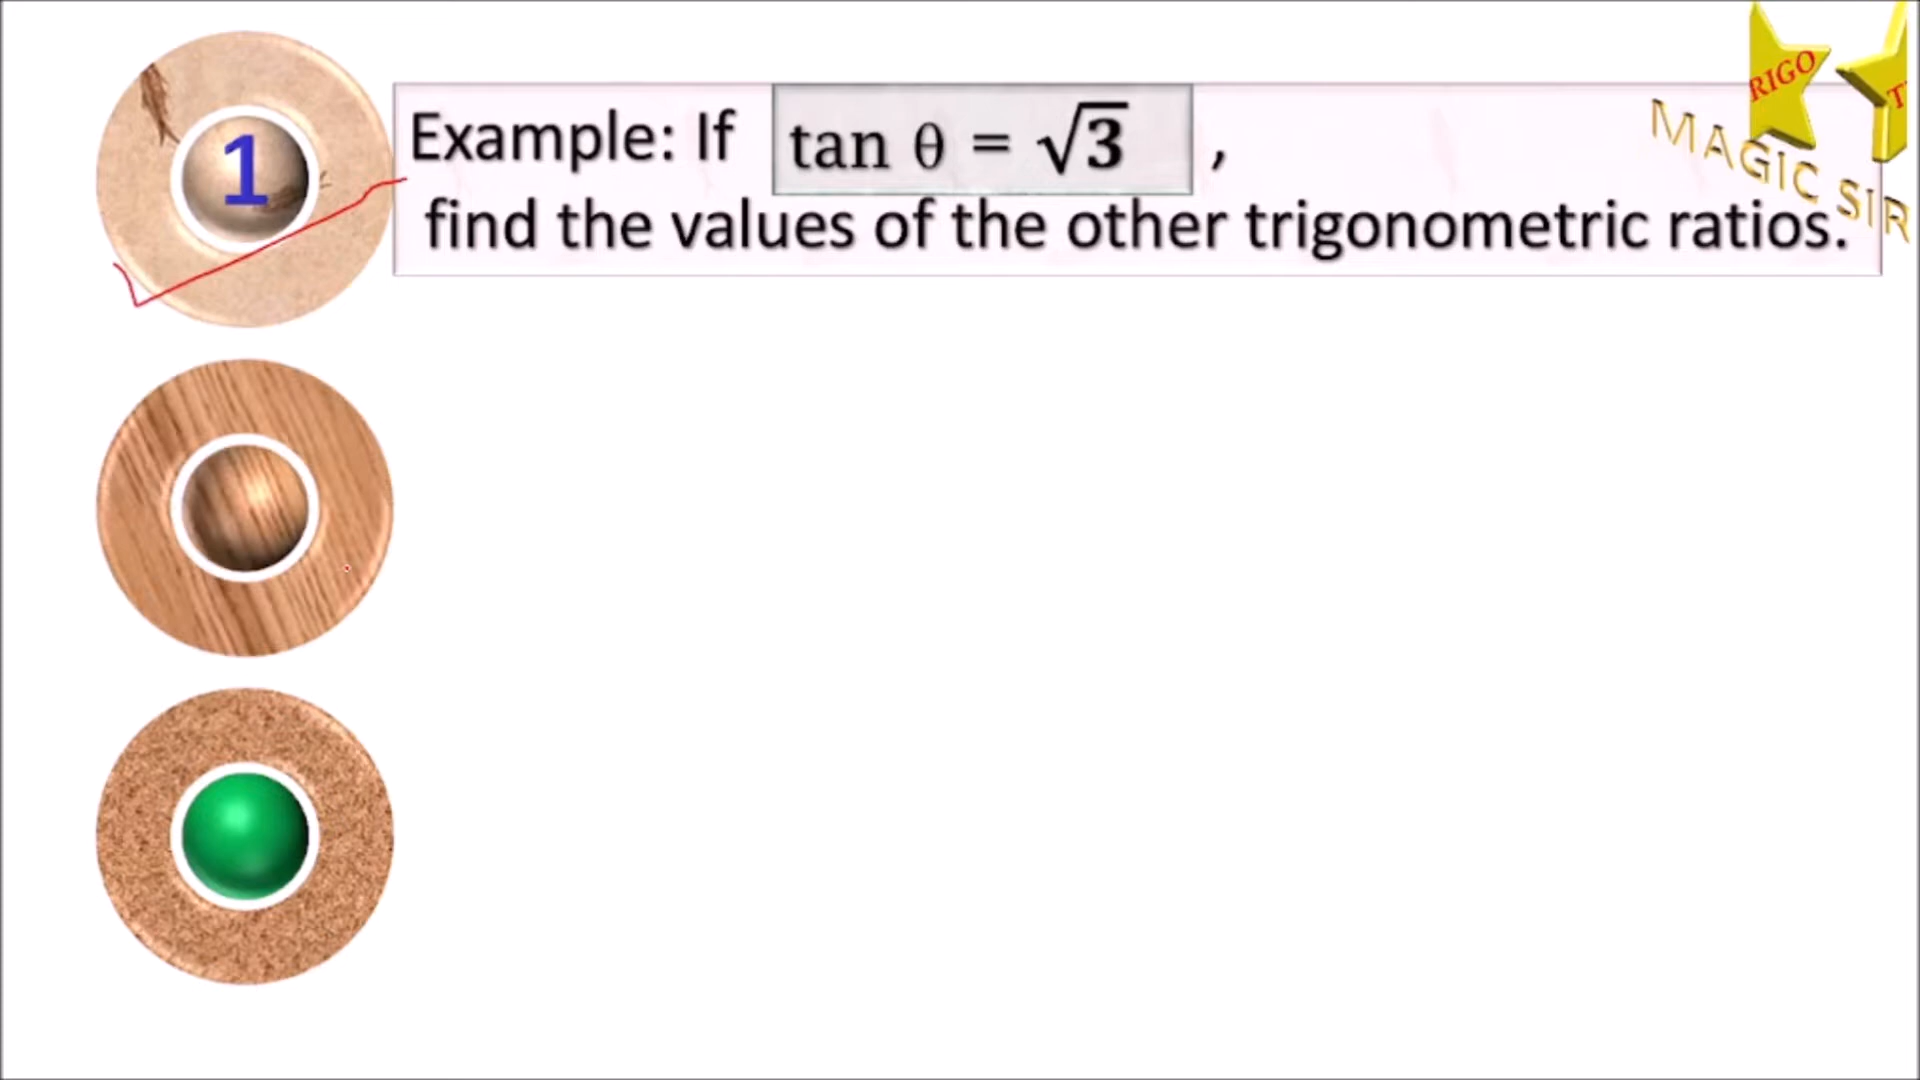 1
Example: If tan θ = √3 ,
find the values of the other trigonometric ratios.
RIGO
MAGIC SIR